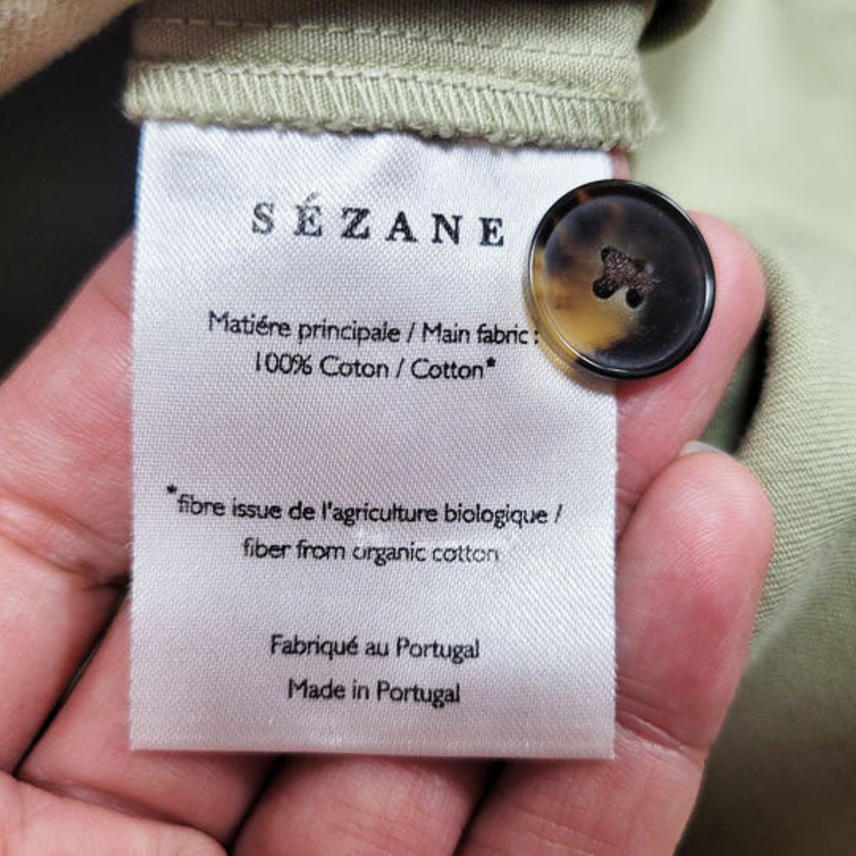 SÉZANE
Matiére principale / Main fabric :
100% Coton / Cotton*
*fibre issue de l'agriculture biologique /
fiber from organic cotton
Fabriqué au Portugal
Made in Portugal